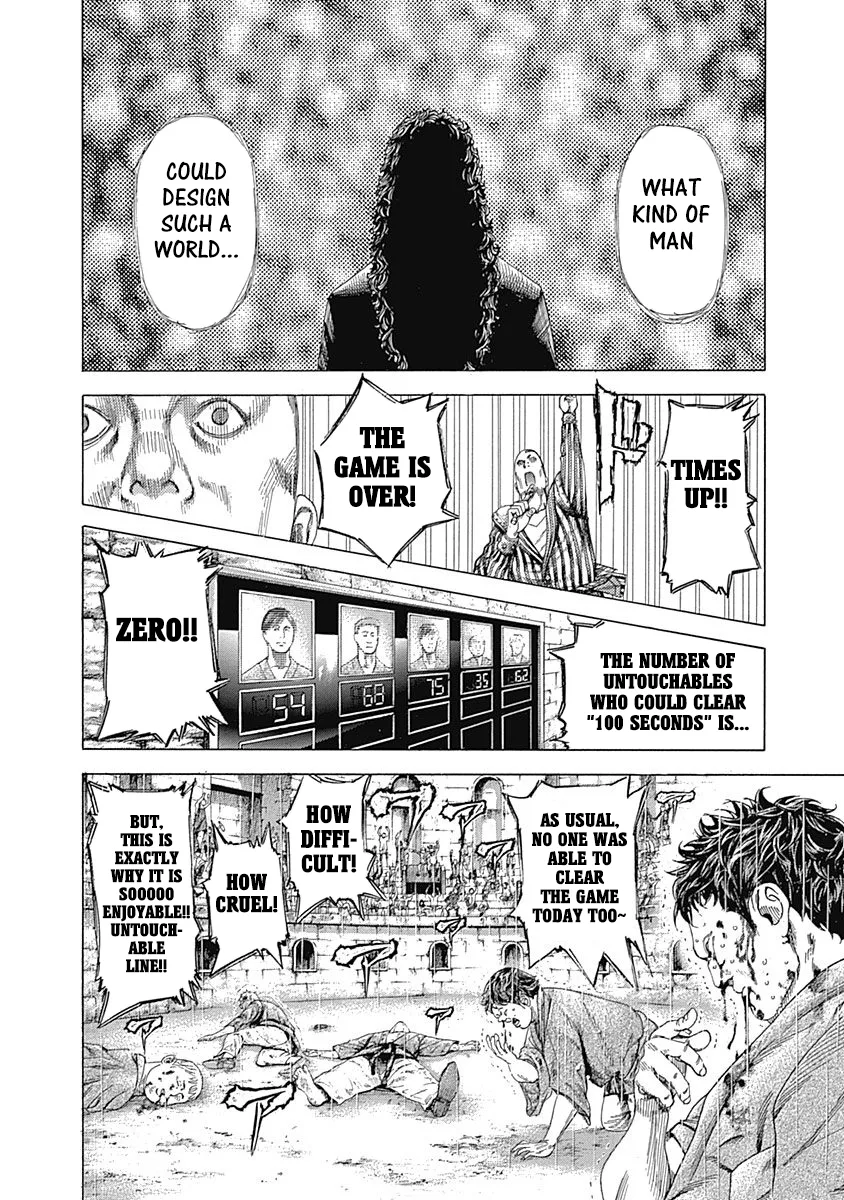 WHAT
KIND OF
MAN
COULD
DESIGN
SUCH A
WORLD...
TIMES
UP!!
THE
GAME IS
OVER!
THE NUMBER OF
UNTOUCHABLES
WHO COULD CLEAR
"100 SECONDS" IS...
54
68
75
35
62
ZERO!!
AS USUAL,
NO ONE WAS
ABLE TO
CLEAR
THE GAME
TODAY TOO~
HOW
DIFFI-
CULT!
HOW
CRUEL!
BUT,
THIS IS
EXACTLY
WHY IT IS
SOOOOO
ENJOYABLE!!
UNTOUCH-
ABLE
LINE!!